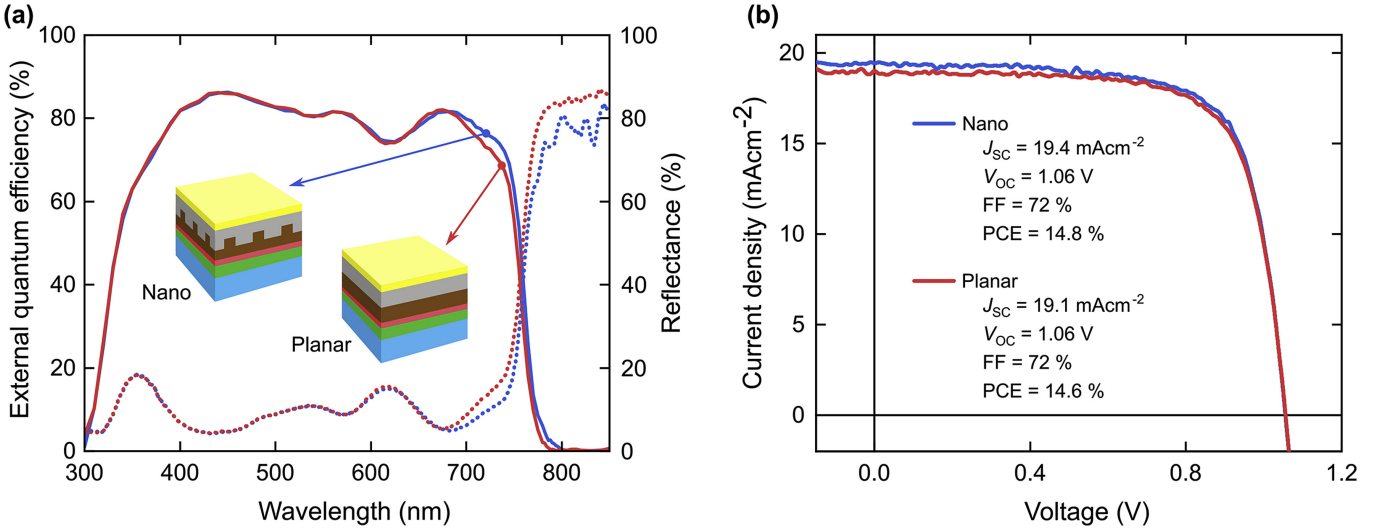 (a)
100
80
60
40
20
0
External quantum efficiency (%)
300
400
500
600
700
800
Wavelength (nm)
100
80
60
40
20
0
Reflectance (%)
Nano
Planar
(b)
20
15
10
5
0
Current density (mAcm-2)
0.0
0.4
0.8
1.2
Voltage (V)
Nano
JSC = 19.4 mAcm-2
VOC = 1.06 V
FF = 72 %
PCE = 14.8 %
Planar
JSC = 19.1 mAcm-2
VOC = 1.06 V
FF = 72 %
PCE = 14.6 %